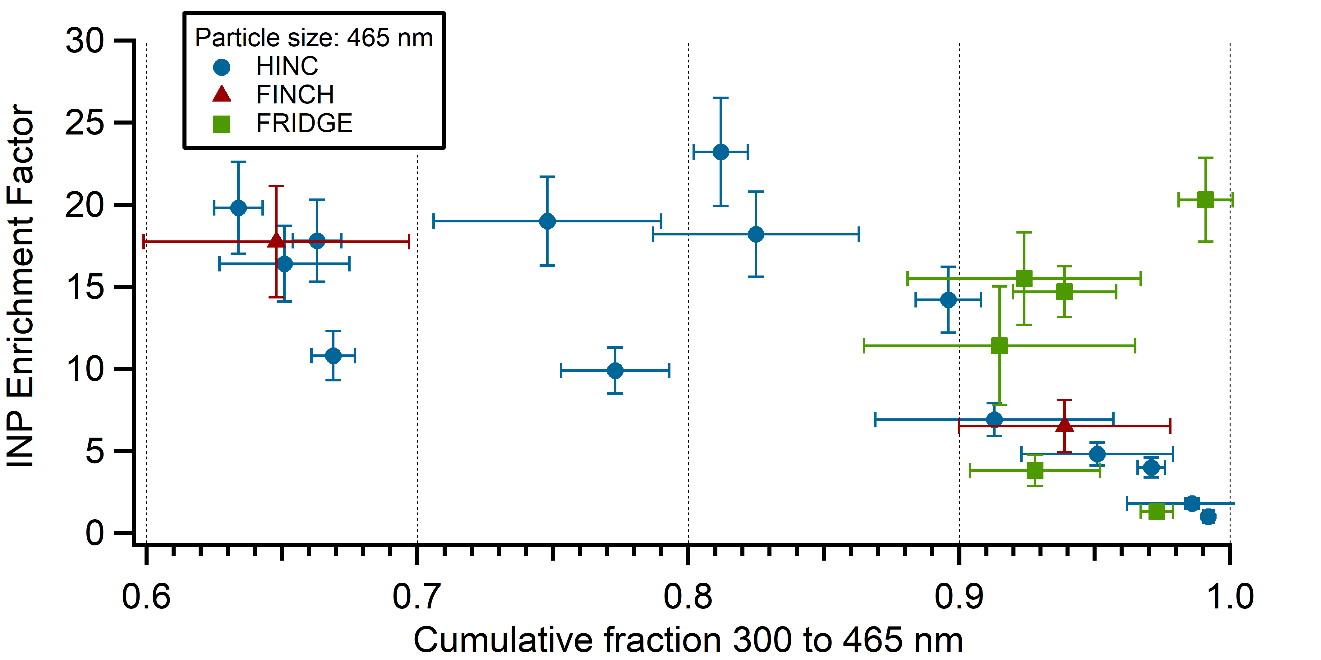 Particle size: 465 nm
HINC
FINCH
FRIDGE
INP Enrichment Factor
30
25
20
15
10
5
0
0.6 0.7 0.8 0.9 1.0
Cumulative fraction 300 to 465 nm